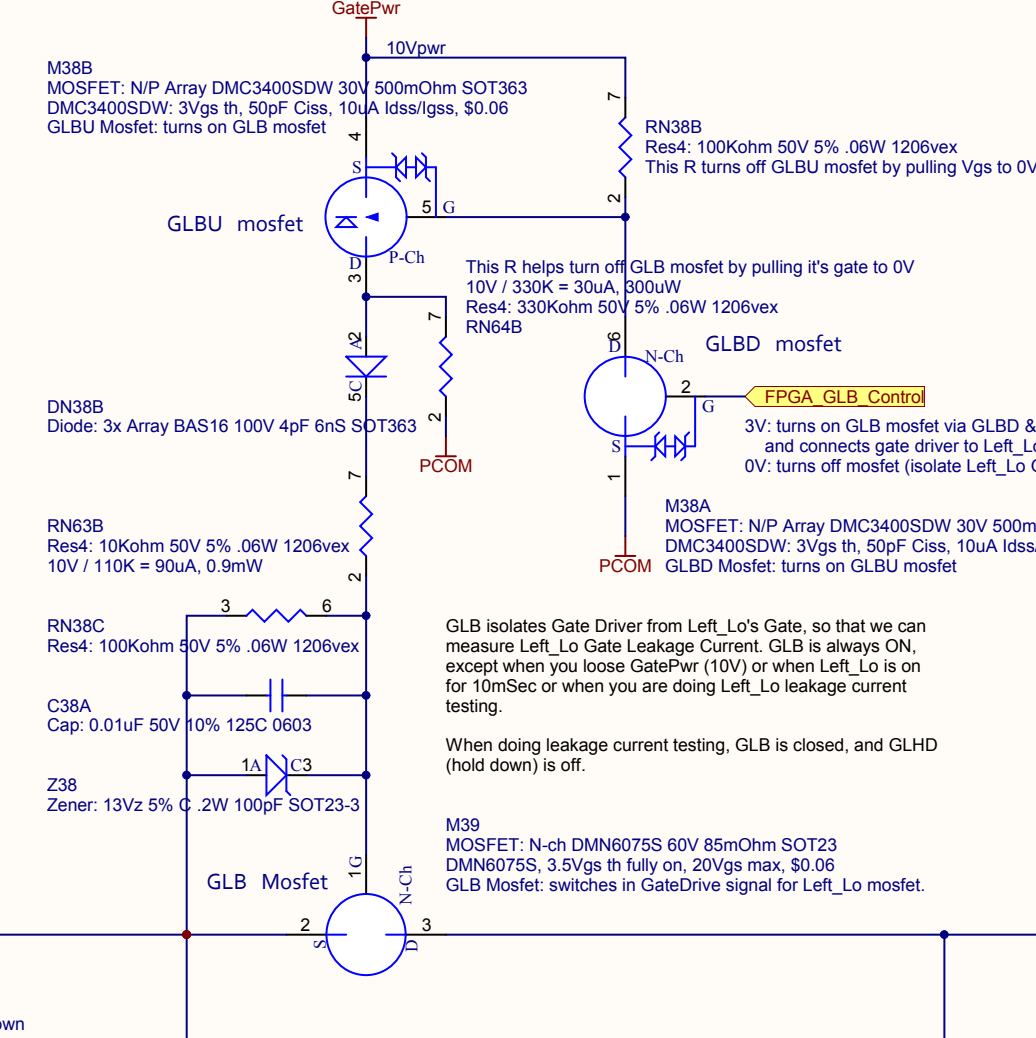 GatePwr
10Vpwr
M38B
MOSFET: N/P Array DMC3400SDW 30V 500mOhm SOT363
DMC3400SDW: 3Vgs th, 50pF Ciss, 10uA Idss/Igss, $0.06
GLBU Mosfet: turns on GLB mosfet
4
S
5
G
GLBU mosfet
P-Ch
D
3
7
RN38B
Res4: 100Kohm 50V 5% .06W 1206vex
This R turns off GLBU mosfet by pulling Vgs to 0V
2
This R helps turn off GLB mosfet by pulling it's gate to 0V
10V / 330K = 30uA, 300uW
Res4: 330Kohm 50V 5% .06W 1206vex
RN64B
7
2
PCOM
6
D
N-Ch
GLBD mosfet
2
G
FPGA_GLB_Control
S
1
3V: turns on GLB mosfet via GLBD &
and connects gate driver to Left_Lo
0V: turns off mosfet (isolate Left_Lo G
A
2
5
C
DN38B
Diode: 3x Array BAS16 100V 4pF 6nS SOT363
M38A
MOSFET: N/P Array DMC3400SDW 30V 500m
DMC3400SDW: 3Vgs th, 50pF Ciss, 10uA Idss/
GLBD Mosfet: turns on GLBU mosfet
PCOM
7
RN63B
Res4: 10Kohm 50V 5% .06W 1206vex
10V / 110K = 90uA, 0.9mW
2
3
6
RN38C
Res4: 100Kohm 50V 5% .06W 1206vex
C38A
Cap: 0.01uF 50V 10% 125C 0603
1
A
C
3
Z38
Zener: 13Vz 5% C .2W 100pF SOT23-3
GLB isolates Gate Driver from Left_Lo's Gate, so that we can
measure Left_Lo Gate Leakage Current. GLB is always ON,
except when you loose GatePwr (10V) or when Left_Lo is on
for 10mSec or when you are doing Left_Lo leakage current
testing.
When doing leakage current testing, GLB is closed, and GLHD
(hold down) is off.
M39
MOSFET: N-ch DMN6075S 60V 85mOhm SOT23
DMN6075S, 3.5Vgs th fully on, 20Vgs max, $0.06
GLB Mosfet: switches in GateDrive signal for Left_Lo mosfet.
GLB Mosfet
1
G
N-Ch
2
S
D
3
own